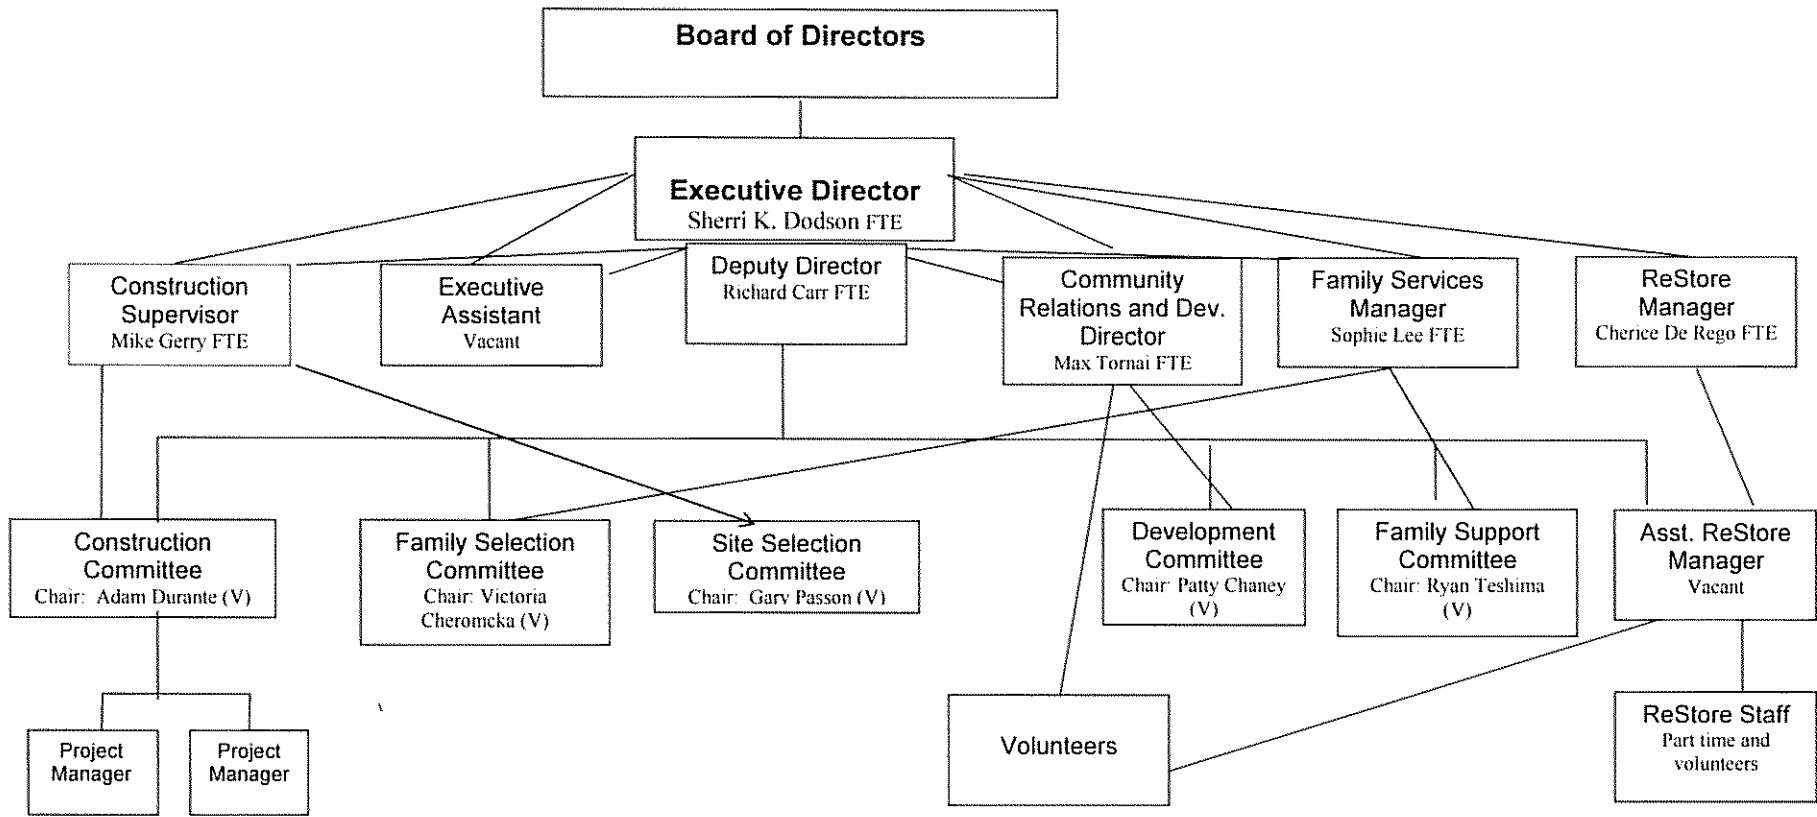 Board of Directors
Executive Director
Sherri K. Dodson FTE
Construction
Supervisor
Mike Gerry FTE
Executive
Assistant
Vacant
Deputy Director
Richard Carr FTE
Community
Relations and Dev.
Director
Max Tornai FTE
Family Services
Manager
Sophie Lee FTE
ReStore
Manager
Cherice De Rego FTE
Construction
Committee
Chair: Adam Durante (V)
Family Selection
Committee
Chair: Victoria
Cheromcka (V)
Site Selection
Committee
Chair: Gary Passon (V)
Development
Committee
Chair: Patty Chaney
(V)
Family Support
Committee
Chair: Ryan Teshima
(V)
Asst. ReStore
Manager
Vacant
Project
Manager
Project
Manager
Volunteers
ReStore Staff
Part time and
volunteers